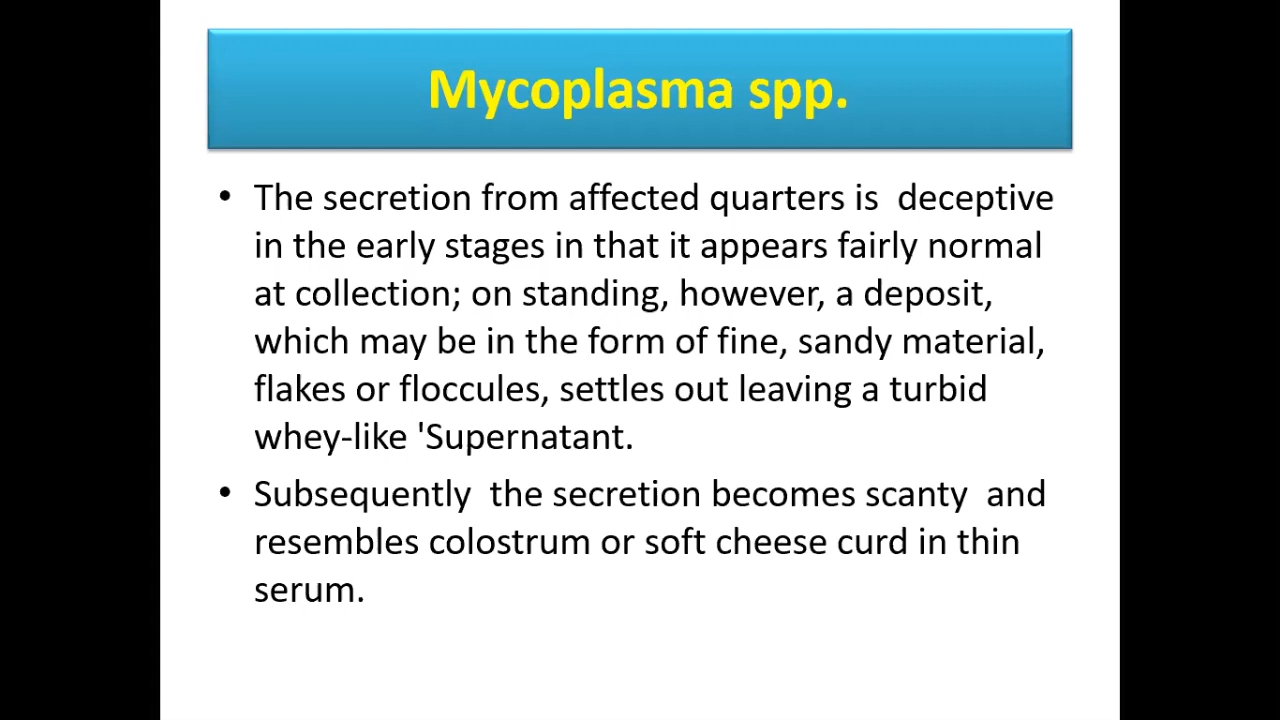 Mycoplasma spp.
• The secretion from affected quarters is  deceptive
in the early stages in that it appears fairly normal
at collection; on standing, however, a deposit,
which may be in the form of fine, sandy material,
flakes or floccules, settles out leaving a turbid
whey-like 'Supernatant.
• Subsequently  the secretion becomes scanty  and
resembles colostrum or soft cheese curd in thin
serum.